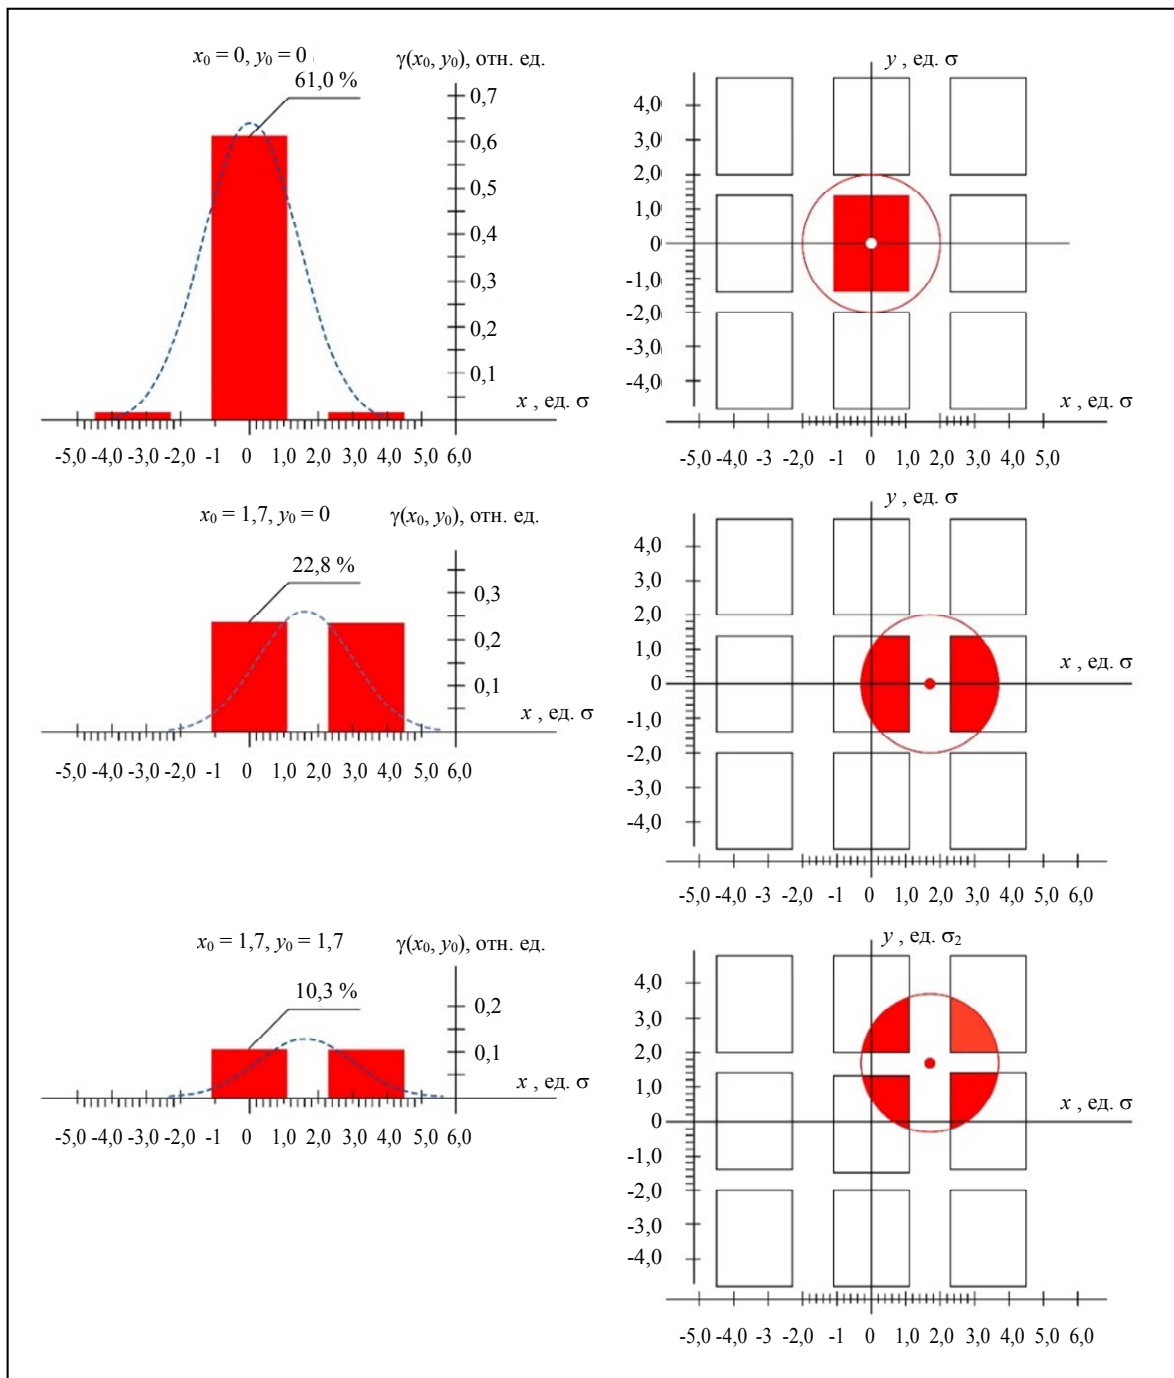 x₀ = 0, y₀ = 0
γ(x₀, y₀), отн. ед.
61,0 %
0,7
0,6
0,5
0,4
0,3
0,2
0,1
x , ед. σ
-5,0 -4,0 -3,0 -2,0 -1 0 1,0 2,0 3,0 4,0 5,0 6,0
y , ед. σ
4,0
3,0
2,0
1,0
0
-1,0
-2,0
-3,0
-4,0
x , ед. σ
-5,0 -4,0 -3 -2,0 -1 0 1,0 2,0 3,0 4,0 5,0
x₀ = 1,7, y₀ = 0
γ(x₀, y₀), отн. ед.
22,8 %
0,3
0,2
0,1
x , ед. σ
-5,0 -4,0 -3,0 -2,0 -1 0 1,0 2,0 3,0 4,0 5,0 6,0
y , ед. σ
4,0
3,0
2,0
1,0
0
-1,0
-2,0
-3,0
-4,0
x , ед. σ
-5,0 -4,0 -3,0 -2,0 -1 0 1,0 2,0 3,0 4,0 5,0 6,0
x₀ = 1,7, y₀ = 1,7
γ(x₀, y₀), отн. ед.
10,3 %
0,2
0,1
x , ед. σ
-5,0 -4,0 -3,0 -2,0 -1 0 1,0 2,0 3,0 4,0 5,0 6,0
y , ед. σ₂
4,0
3,0
2,0
1,0
0
-1,0
-2,0
-3,0
-4,0
x , ед. σ
-5,0 -4,0 -3 -2,0 -1 0 1,0 2,0 3,0 4,0 5,0 6,0